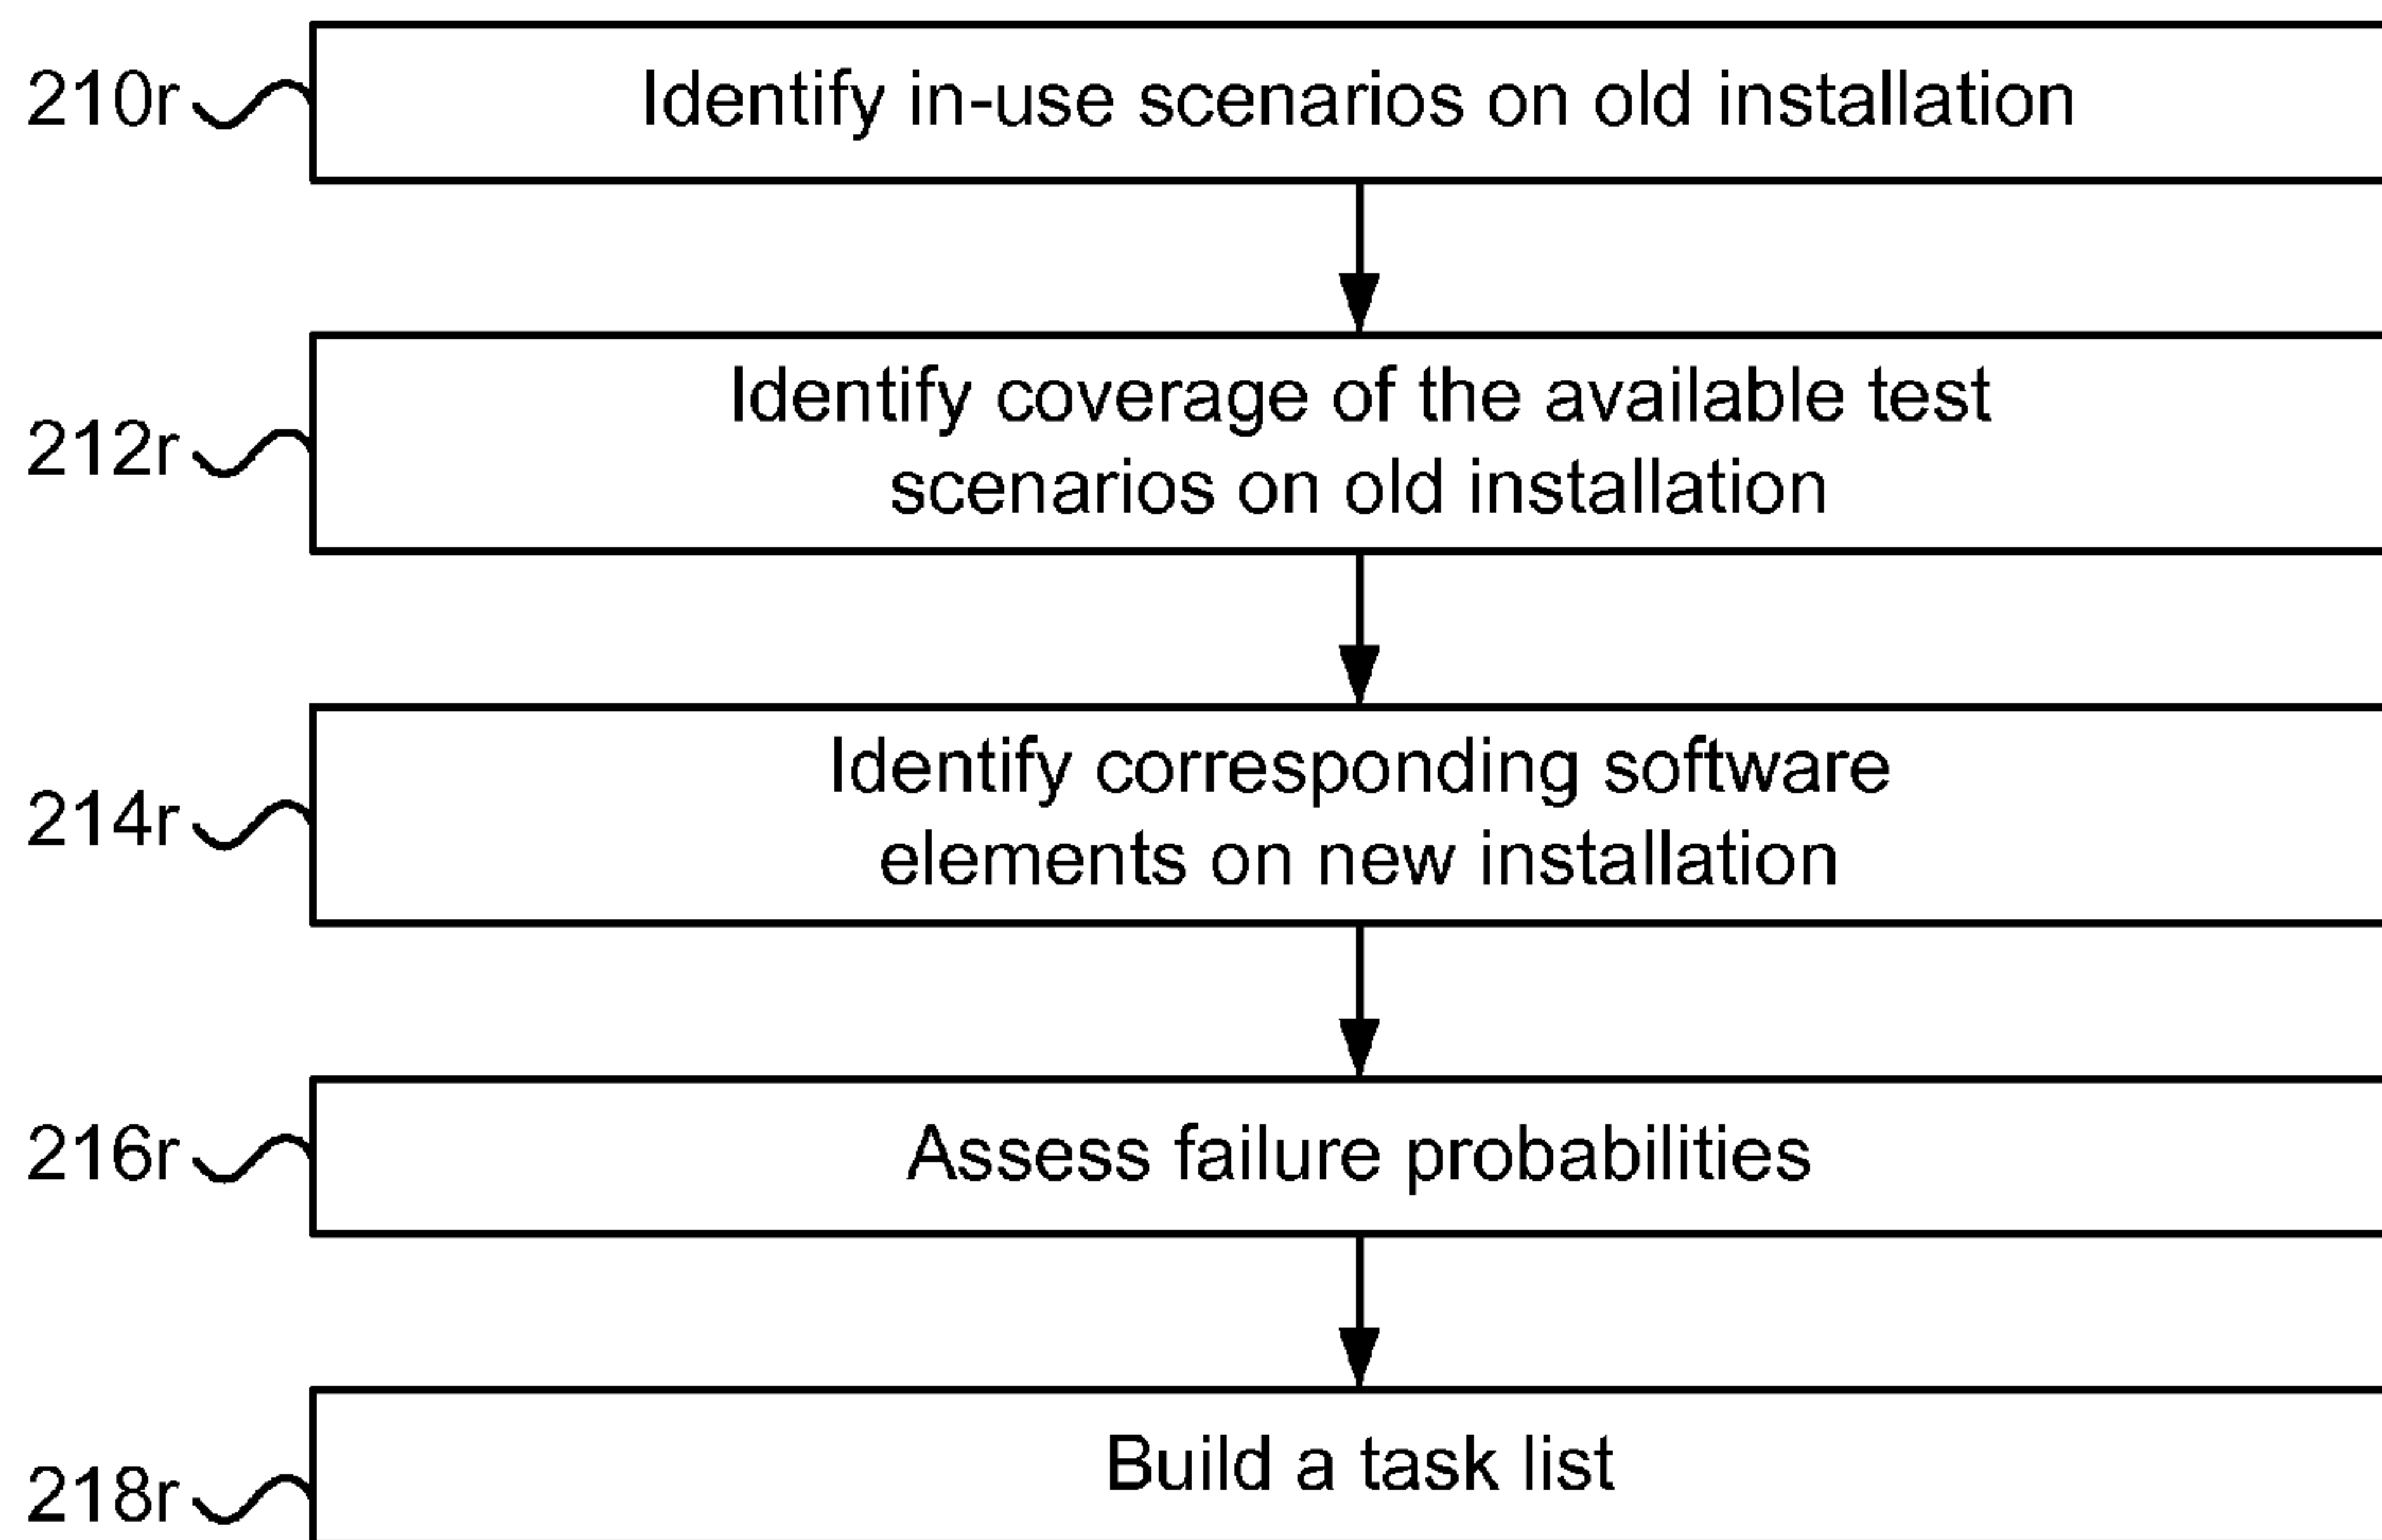 210r
Identify in-use scenarios on old installation
212r
Identify coverage of the available test
scenarios on old installation
214r
Identify corresponding software
elements on new installation
216r
Assess failure probabilities
218r
Build a task list